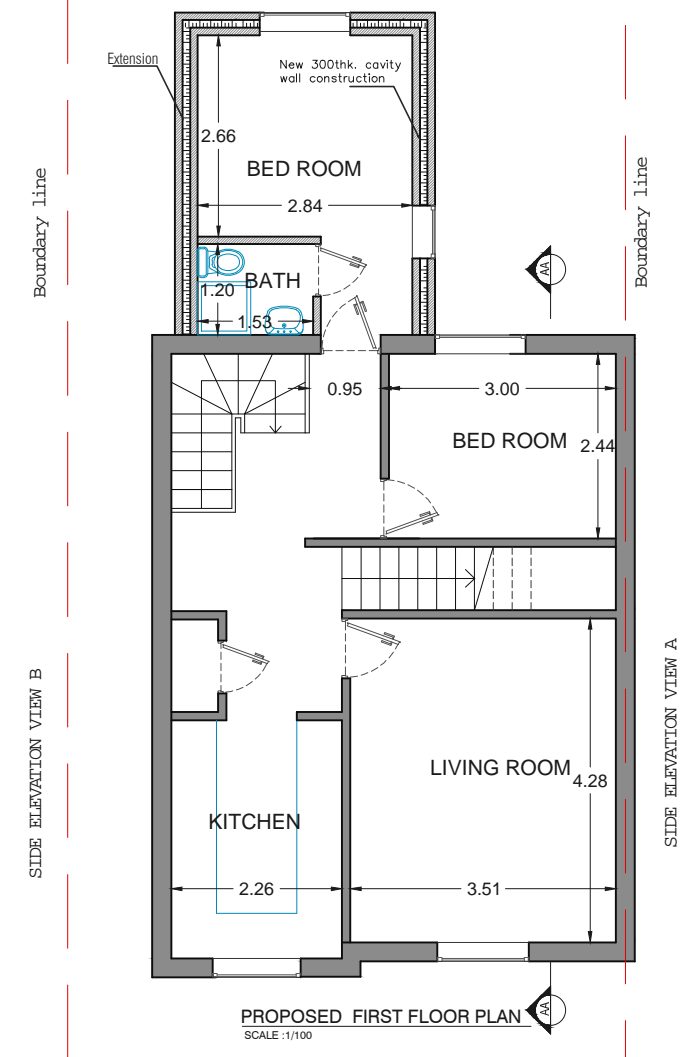 Extension
New 300thk. cavity
wall construction
2.66
BED ROOM
2.84
Boundary line
Boundary line
BATH
1.20
1.53
AA
0.95
3.00
BED ROOM
2.44
SIDE ELEVATION VIEW B
SIDE ELEVATION VIEW A
LIVING ROOM
4.28
KITCHEN
2.26
3.51
PROPOSED FIRST FLOOR PLAN
AA
SCALE :1/100